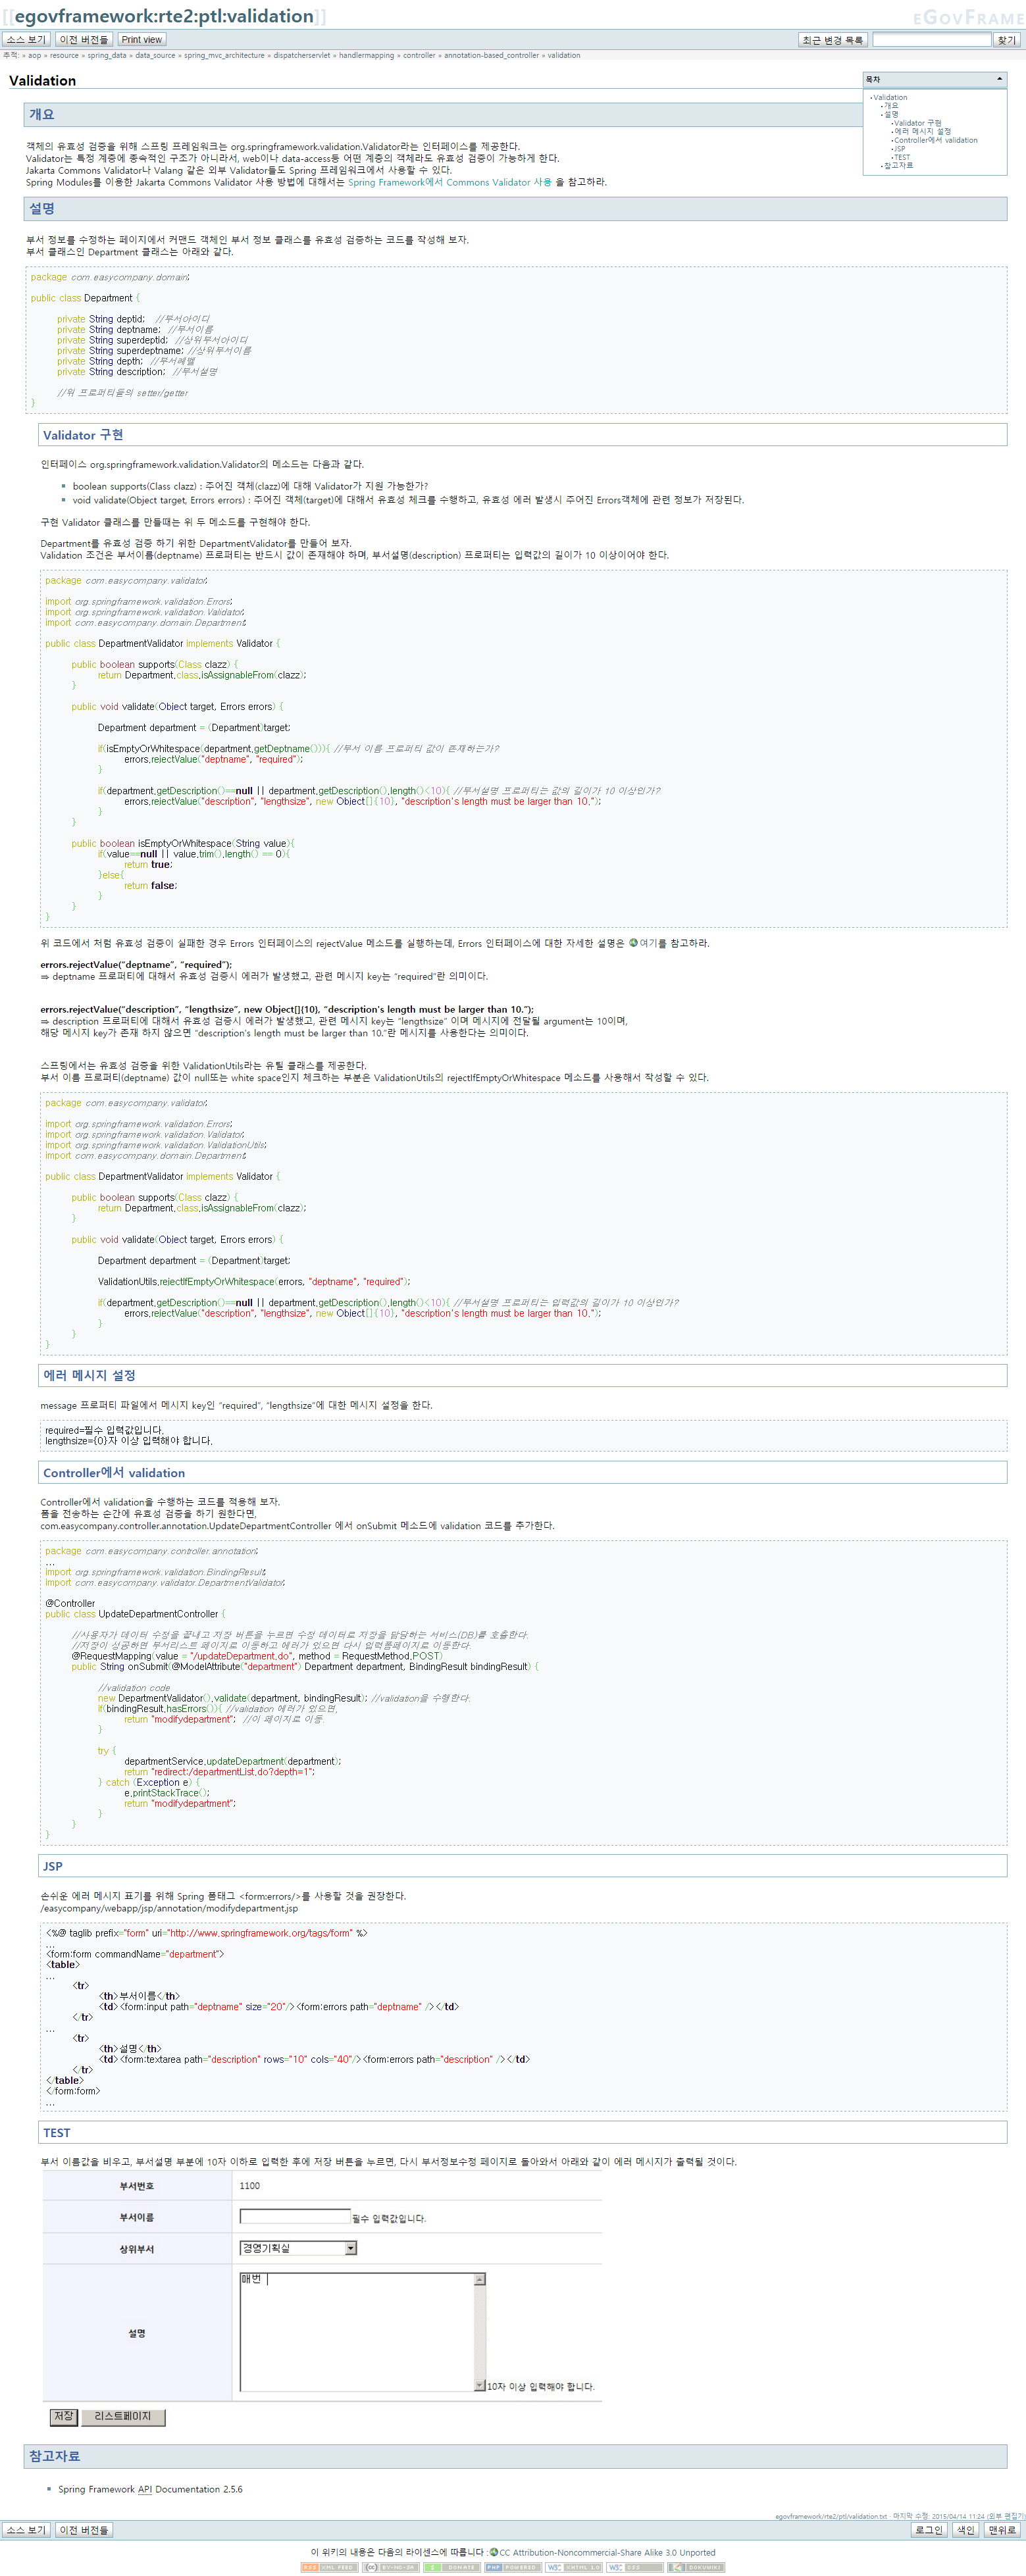 [[egovframework:rte2:ptl:validation]]
eGovFrame
소스 보기 이전 버전들 Print view 최근 변경 목록 찾기
추적: » aop » resource » spring_data » data_source » spring_mvc_architecture » dispatcherservlet » handlermapping » controller » annotation-based_controller » validation
목차
Validation
개요
설명
Validator 구현
에러 메시지 설정
Controller에서 validation
JSP
TEST
참고자료
Validation
개요
객체의 유효성 검증을 위해 스프링 프레임워크는 org.springframework.validation.Validator라는 인터페이스를 제공한다.
Validator는 특정 계층에 종속적인 구조가 아니라서, web이나 data-access등 어떤 계층의 객체라도 유효성 검증이 가능하게 한다.
Jakarta Commons Validator나 Valang 같은 외부 Validator들도 Spring 프레임워크에서 사용할 수 있다.
Spring Modules를 이용한 Jakarta Commons Validator 사용 방법에 대해서는 Spring Framework에서 Commons Validator 사용 을 참고하라.
설명
부서 정보를 수정하는 페이지에서 커맨드 객체인 부서 정보 클래스를 유효성 검증하는 코드를 작성해 보자.
부서 클래스인 Department 클래스는 아래와 같다.
package com.easycompany.domain;
public class Department {
private String deptid; //부서아이디
private String deptname; //부서이름
private String superdeptid; //상위부서아이디
private String superdeptname; //상위부서이름
private String depth; //부서레벨
private String description; //부서설명
//위 프로퍼티들의 setter/getter
}
Validator 구현
인터페이스 org.springframework.validation.Validator의 메소드는 다음과 같다.
boolean supports(Class clazz) : 주어진 객체(clazz)에 대해 Validator가 지원 가능한가?
void validate(Object target, Errors errors) : 주어진 객체(target)에 대해서 유효성 체크를 수행하고, 유효성 에러 발생시 주어진 Errors객체에 관련 정보가 저장된다.
구현 Validator 클래스를 만들때는 위 두 메소드를 구현해야 한다.
Department를 유효성 검증 하기 위한 DepartmentValidator를 만들어 보자.
Validation 조건은 부서이름(deptname) 프로퍼티는 반드시 값이 존재해야 하며, 부서설명(description) 프로퍼티는 입력값의 길이가 10 이상이어야 한다.
package com.easycompany.validator;
import org.springframework.validation.Errors;
import org.springframework.validation.Validator;
import com.easycompany.domain.Department;
public class DepartmentValidator implements Validator {
public boolean supports(Class clazz) {
return Department.class.isAssignableFrom(clazz);
}
public void validate(Object target, Errors errors) {
Department department = (Department)target;
if(isEmptyOrWhitespace(department.getDeptname())){ //부서 이름 프로퍼티 값이 존재하는가?
errors.rejectValue("deptname", "required");
}
if(department.getDescription()==null || department.getDescription().length()<10){ //부서설명 프로퍼티는 값의 길이가 10 이상인가?
errors.rejectValue("description", "lengthsize", new Object[]{10}, "description's length must be larger than 10.");
}
}
public boolean isEmptyOrWhitespace(String value){
if(value==null || value.trim().length() == 0){
return true;
}else{
return false;
}
}
}
위 코드에서 처럼 유효성 검증이 실패한 경우 Errors 인터페이스의 rejectValue 메소드를 실행하는데, Errors 인터페이스에 대한 자세한 설명은 여기를 참고하라.
errors.rejectValue("deptname", "required");
⇒ deptname 프로퍼티에 대해서 유효성 검증시 에러가 발생했고, 관련 메시지 key는 "required"란 의미이다.
errors.rejectValue("description", "lengthsize", new Object[]{10}, "description's length must be larger than 10.");
⇒ description 프로퍼티에 대해서 유효성 검증시 에러가 발생했고, 관련 메시지 key는 "lengthsize" 이며 메시지에 전달될 argument는 10이며,
해당 메시지 key가 존재 하지 않으면 "description's length must be larger than 10."란 메시지를 사용한다는 의미이다.
스프링에서는 유효성 검증을 위한 ValidationUtils라는 유틸 클래스를 제공한다.
부서 이름 프로퍼티(deptname) 값이 null또는 white space인지 체크하는 부분은 ValidationUtils의 rejectIfEmptyOrWhitespace 메소드를 사용해서 작성할 수 있다.
package com.easycompany.validator;
import org.springframework.validation.Errors;
import org.springframework.validation.Validator;
import org.springframework.validation.ValidationUtils;
import com.easycompany.domain.Department;
public class DepartmentValidator implements Validator {
public boolean supports(Class clazz) {
return Department.class.isAssignableFrom(clazz);
}
public void validate(Object target, Errors errors) {
Department department = (Department)target;
ValidationUtils.rejectIfEmptyOrWhitespace(errors, "deptname", "required");
if(department.getDescription()==null || department.getDescription().length()<10){ //부서설명 프로퍼티는 입력값의 길이가 10 이상인가?
errors.rejectValue("description", "lengthsize", new Object[]{10}, "description's length must be larger than 10.");
}
}
}
에러 메시지 설정
message 프로퍼티 파일에서 메시지 key인 "required", "lengthsize"에 대한 메시지 설정을 한다.
required=필수 입력값입니다.
lengthsize={0}자 이상 입력해야 합니다.
Controller에서 validation
Controller에서 validation을 수행하는 코드를 적용해 보자.
폼을 전송하는 순간에 유효성 검증을 하기 원한다면,
com.easycompany.controller.annotation.UpdateDepartmentController 에서 onSubmit 메소드에 validation 코드를 추가한다.
package com.easycompany.controller.annotation;
...
import org.springframework.validation.BindingResult;
import com.easycompany.validator.DepartmentValidator;
@Controller
public class UpdateDepartmentController {
//사용자가 데이터 수정을 끝내고 저장 버튼을 누르면 수정 데이터로 저장을 담당하는 서비스(DB)를 호출한다.
//저장이 성공하면 부서리스트 페이지로 이동하고 에러가 있으면 다시 입력폼페이지로 이동한다.
@RequestMapping(value = "/updateDepartment.do", method = RequestMethod.POST)
public String onSubmit(@ModelAttribute("department") Department department, BindingResult bindingResult) {
//validation code
new DepartmentValidator().validate(department, bindingResult); //validation을 수행한다.
if(bindingResult.hasErrors()){ //validation 에러가 있으면,
return "modifydepartment"; //이 페이지로 이동.
}
try {
departmentService.updateDepartment(department);
return "redirect:/departmentList.do?depth=1";
} catch (Exception e) {
e.printStackTrace();
return "modifydepartment";
}
}
}
JSP
손쉬운 에러 메시지 표기를 위해 Spring 폼태그 <form:errors/>를 사용할 것을 권장한다.
/easycompany/webapp/jsp/annotation/modifydepartment.jsp
<%@ taglib prefix="form" uri="http://www.springframework.org/tags/form" %>
...
<form:form commandName="department">
<table>
...
<tr>
<th>부서이름</th>
<td><form:input path="deptname" size="20"/><form:errors path="deptname" /></td>
</tr>
...
<tr>
<th>설명</th>
<td><form:textarea path="description" rows="10" cols="40"/><form:errors path="description" /></td>
</tr>
</table>
</form:form>
...
TEST
부서 이름값을 비우고, 부서설명 부분에 10자 이하로 입력한 후에 저장 버튼을 누르면, 다시 부서정보수정 페이지로 돌아와서 아래와 같이 에러 메시지가 출력될 것이다.
부서번호 1100
부서이름 필수 입력값입니다.
상위부서 경영기획실
설명 매번 10자 이상 입력해야 합니다.
저장 리스트페이지
참고자료
Spring Framework API Documentation 2.5.6
egovframework/rte2/ptl/validation.txt · 마지막 수정: 2015/04/14 11:24 (외부 편집기)
소스 보기 이전 버전들 로그인 색인 맨위로
이 위키의 내용은 다음의 라이센스에 따릅니다 : CC Attribution-Noncommercial-Share Alike 3.0 Unported
RSS XML FEED (cc) BY-NC-SA $ DONATE PHP POWERED W3C XHTML 1.0 W3C CSS DOKUWIKI